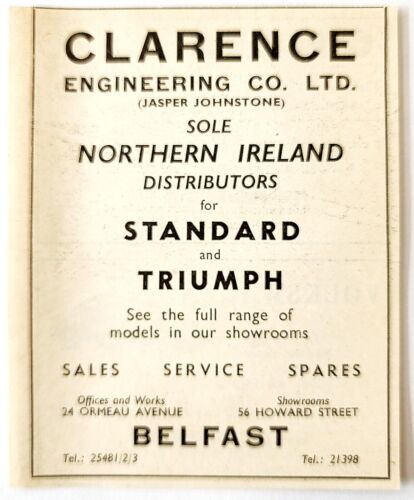 CLARENCE
ENGINEERING CO. LTD.
(JASPER JOHNSTONE)
SOLE
NORTHERN IRELAND
DISTRIBUTORS
for
STANDARD
and
TRIUMPH
See the full range of
models in our showrooms
SALES SERVICE SPARES
Offices and Works Showrooms
24 ORMEAU AVENUE 56 HOWARD STREET
BELFAST
Tel.: 25481/2/3 Tel.: 21398